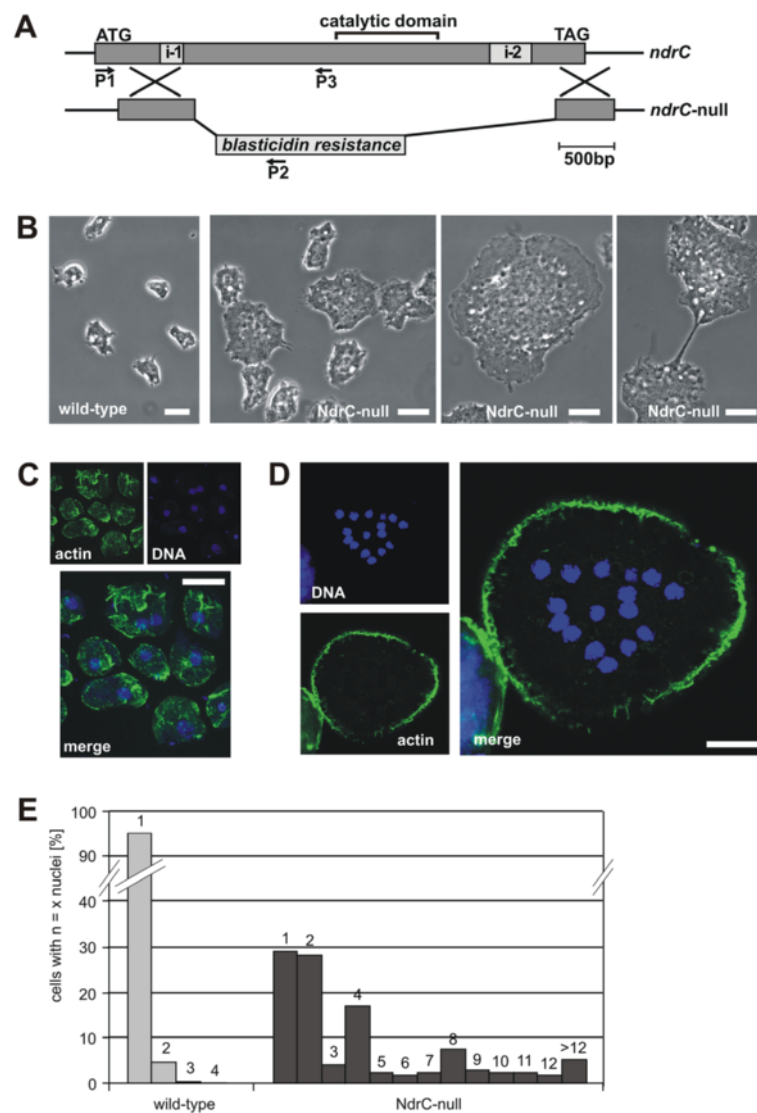 A
catalytic domain
ATG
TAG
i-1
i-2
ndrC
P1
P3
ndrC-null
blasticidin resistance
P2
500bp
B
wild-type
NdrC-null
NdrC-null
NdrC-null
C
actin
DNA
merge
D
DNA
actin
merge
E
cells with n = x nuclei [%]
100
90
40
30
20
10
0
1
2
3
4
1
2
3
4
5
6
7
8
9
10
11
12
>12
wild-type
NdrC-null